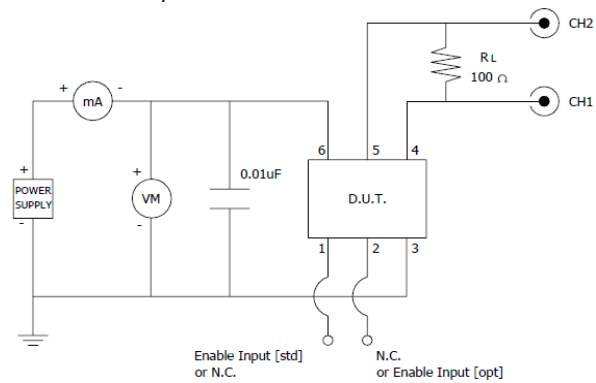 CH2
RL
100 Ω
CH1
+ mA -
6 5 4
+
POWER
SUPPLY
-
+
VM
-
0.01uF
D.U.T.
1 2 3
Enable Input [std]
or N.C.
N.C.
or Enable Input [opt]